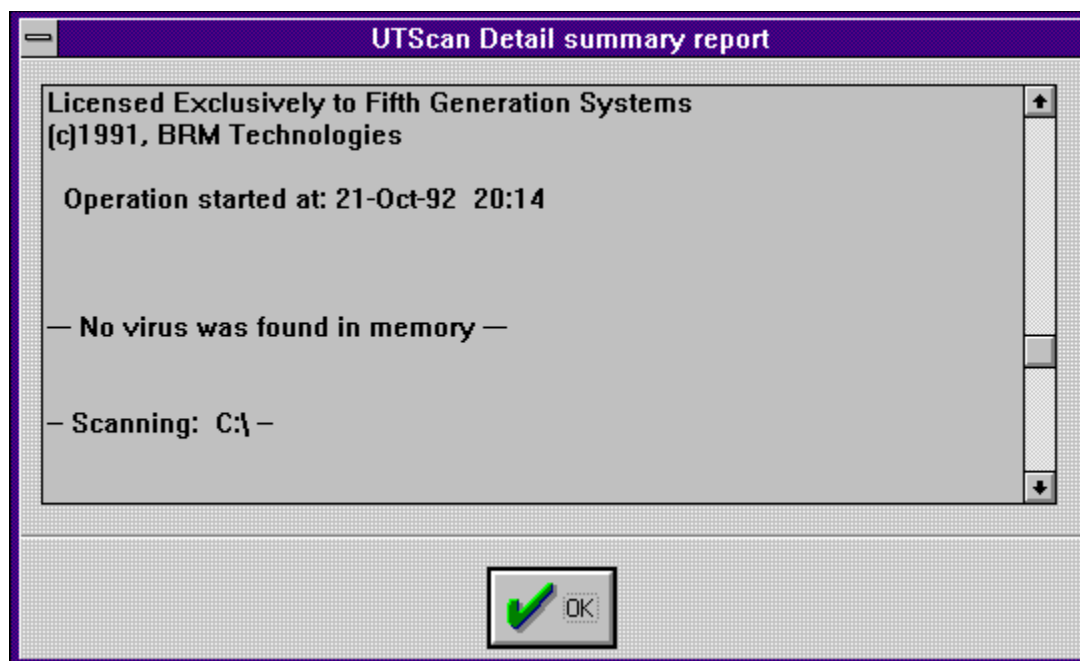 UTScan Detail summary report
Licensed Exclusively to Fifth Generation Systems
(c)1991, BRM Technologies
Operation started at: 21-Oct-92  20:14
— No virus was found in memory —
– Scanning:  C:\ –
OK